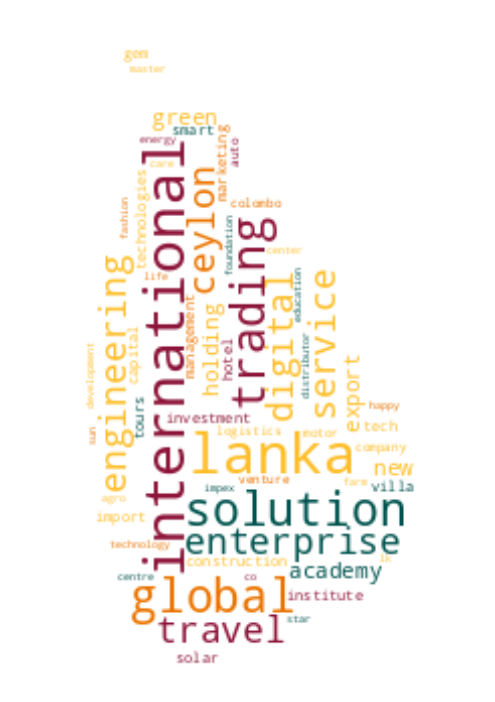 gem
master
green
smart
energy
marketing
auto
care
technologies
international
ceylon
fashion
colombo
foundation
trading
center
engineering
life
digital
education
service
management
holding
hotel
distributor
capital
development
export
tours
happy
investment
sun
logistics
motor
tech
lanka
company
new
venture
farm
villa
impex
agro
solution
import
enterprise
technology
construction
lk
academy
centre
co
global
institute
star
travel
solar